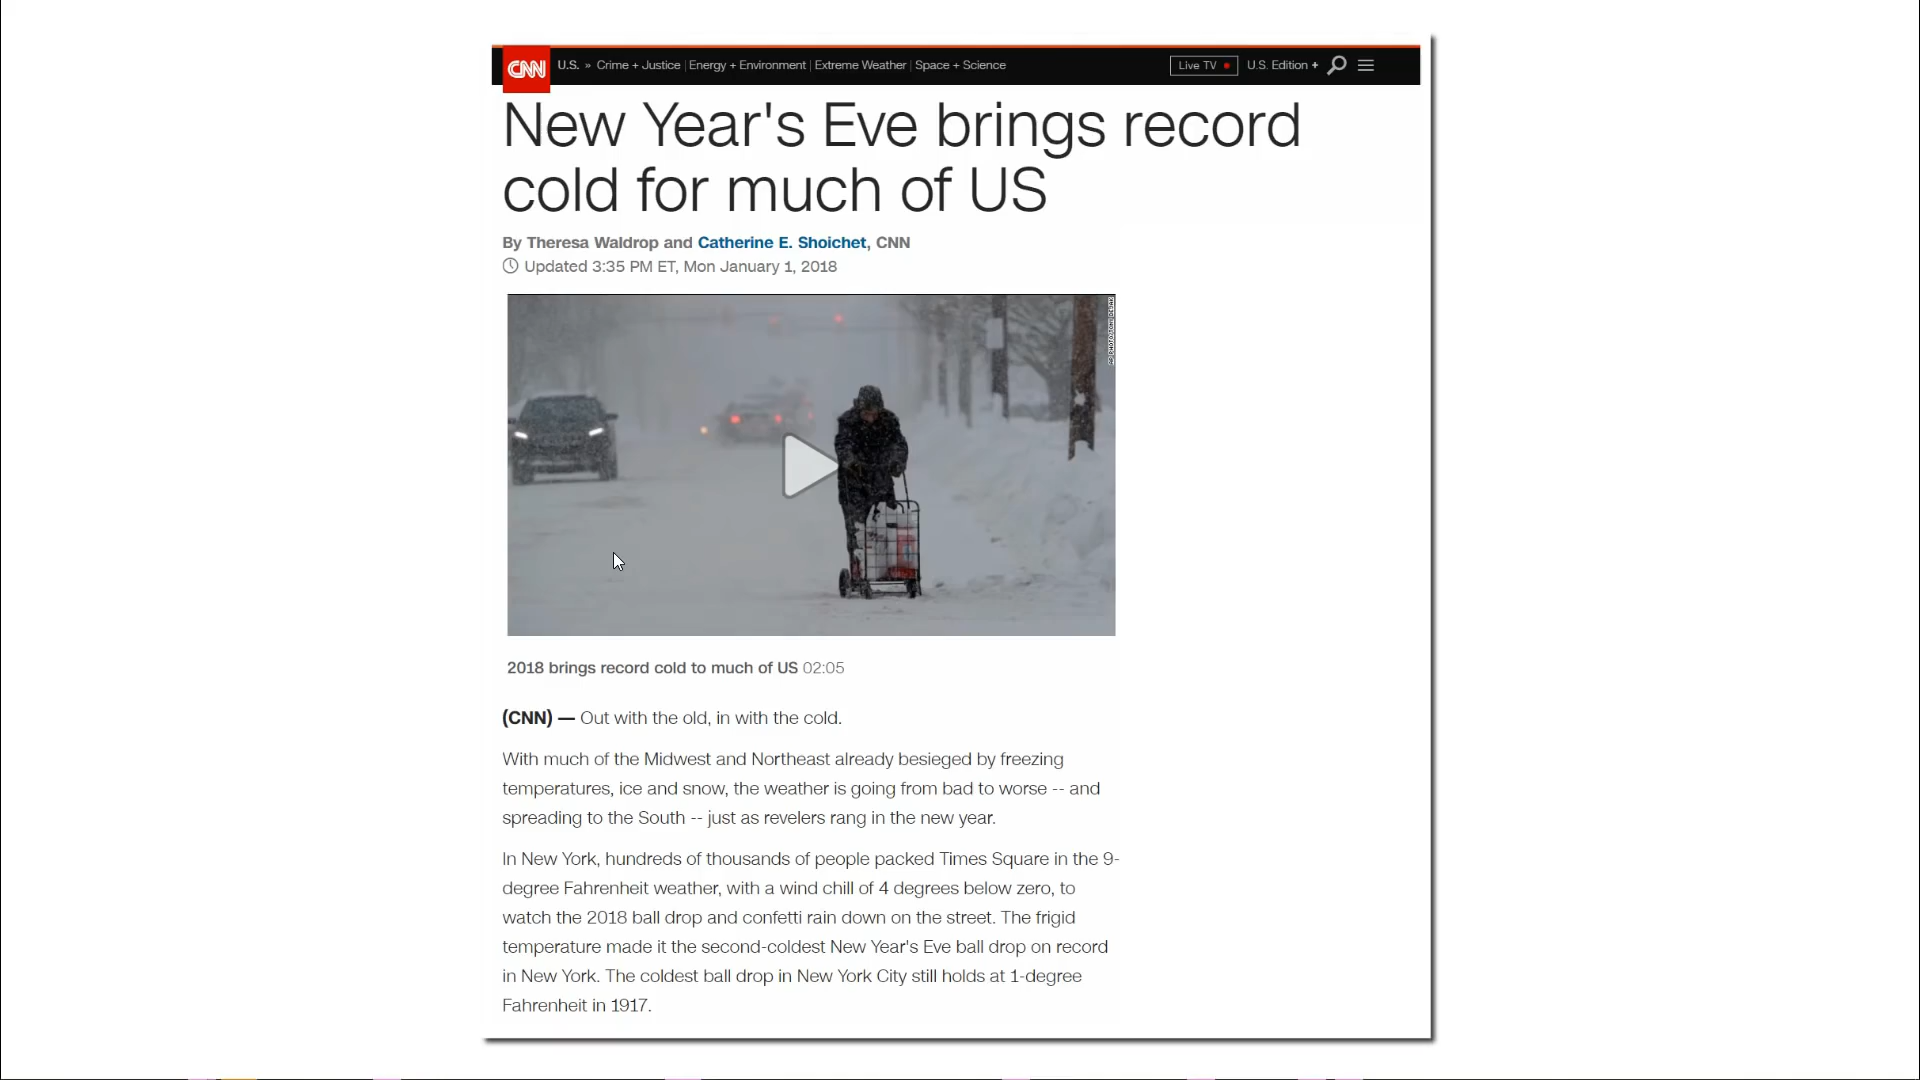 CNN U.S. » Crime + Justice | Energy + Environment | Extreme Weather | Space + Science Live TV U.S. Edition +
New Year's Eve brings record
cold for much of US
By Theresa Waldrop and Catherine E. Shoichet, CNN
Updated 3:35 PM ET, Mon January 1, 2018
2018 brings record cold to much of US 02:05
(CNN) — Out with the old, in with the cold.
With much of the Midwest and Northeast already besieged by freezing
temperatures, ice and snow, the weather is going from bad to worse -- and
spreading to the South -- just as revelers rang in the new year.
In New York, hundreds of thousands of people packed Times Square in the 9-
degree Fahrenheit weather, with a wind chill of 4 degrees below zero, to
watch the 2018 ball drop and confetti rain down on the street. The frigid
temperature made it the second-coldest New Year's Eve ball drop on record
in New York. The coldest ball drop in New York City still holds at 1-degree
Fahrenheit in 1917.